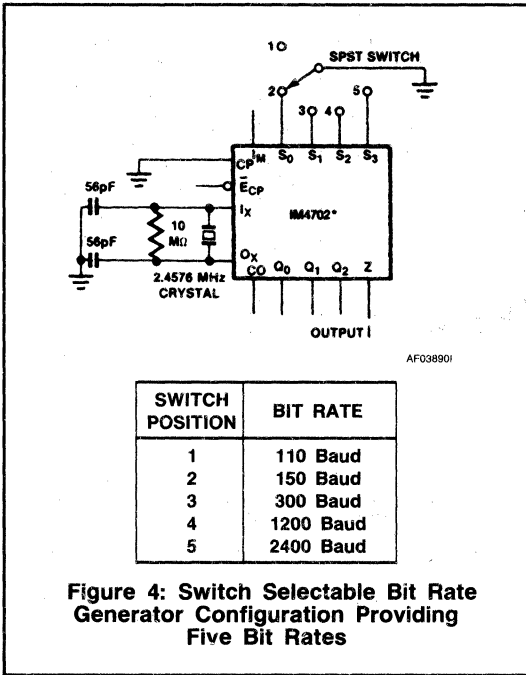 1
SPST SWITCH
2
3
4
5
CP
IM
S0
S1
S2
S3
ECP
56pF
IX
IM4702*
10
MΩ
56pF
OX
CO
Q0
Q1
Q2
Z
2.4576 MHz
CRYSTAL
OUTPUT
AF03890I
SWITCH
POSITION
BIT RATE
1 110 Baud
2 150 Baud
3 300 Baud
4 1200 Baud
5 2400 Baud
Figure 4: Switch Selectable Bit Rate
Generator Configuration Providing
Five Bit Rates